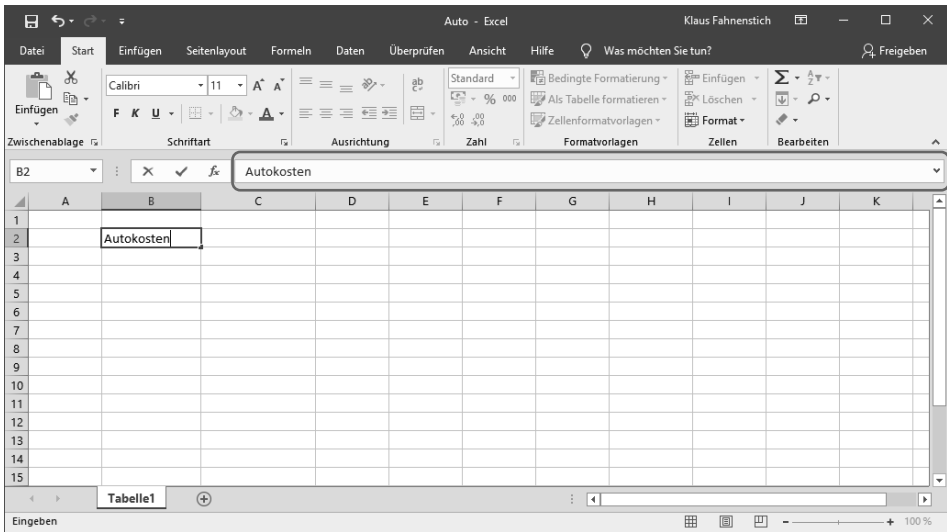 Auto - Excel Klaus Fahnenstich
Datei Start Einfügen Seitenlayout Formeln Daten Überprüfen Ansicht Hilfe Was möchten Sie tun? Freigeben
Einfügen
Calibri 11
F K U A
A A
ab
Standard
% 000
Bedingte Formatierung
Als Tabelle formatieren
Zellenformatvorlagen
Einfügen
Löschen
Format
Zwischenablage Schriftart Ausrichtung Zahl Formatvorlagen Zellen Bearbeiten
B2 fx Autokosten
A B C D E F G H I J K
1
2 Autokosten
3
4
5
6
7
8
9
10
11
12
13
14
15
Tabelle1
Eingeben 100 %